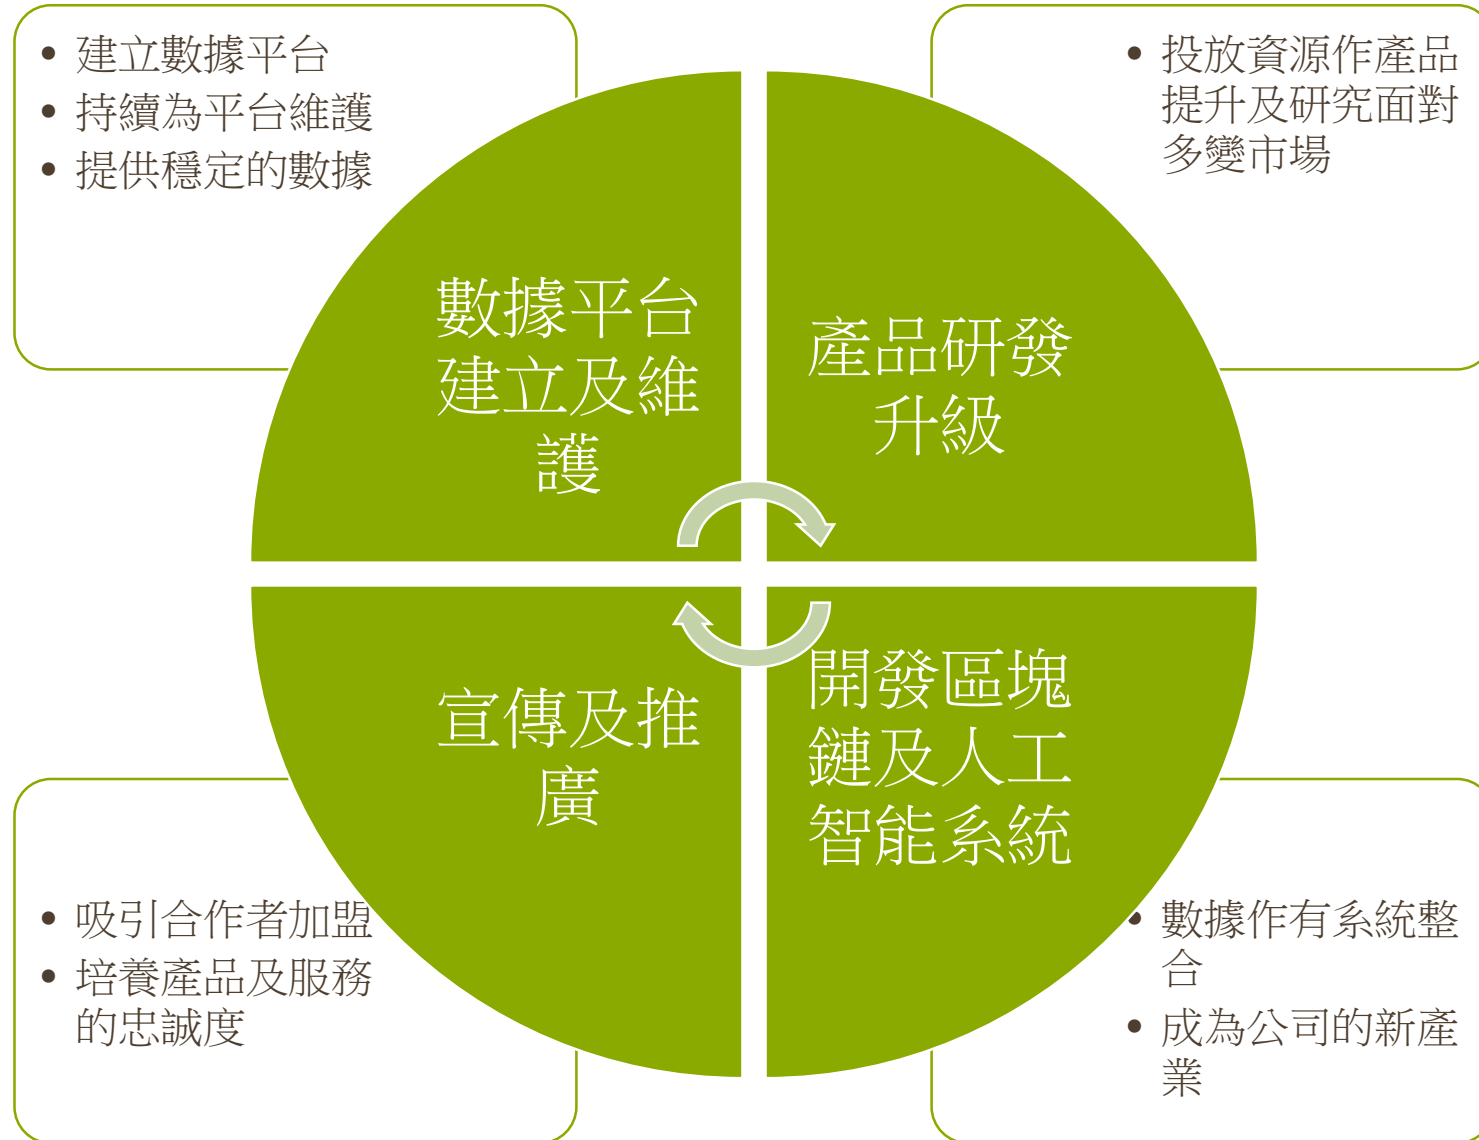 建立數據平台
持續為平台維護
提供穩定的數據
投放資源作產品
提升及研究面對
多變市場
數據平台
建立及維
護
產品研發
升級
宣傳及推
廣
開發區塊
鏈及人工
智能系統
吸引合作者加盟
培養產品及服務
的忠誠度
數據作有系統整
合
成為公司的新產
業